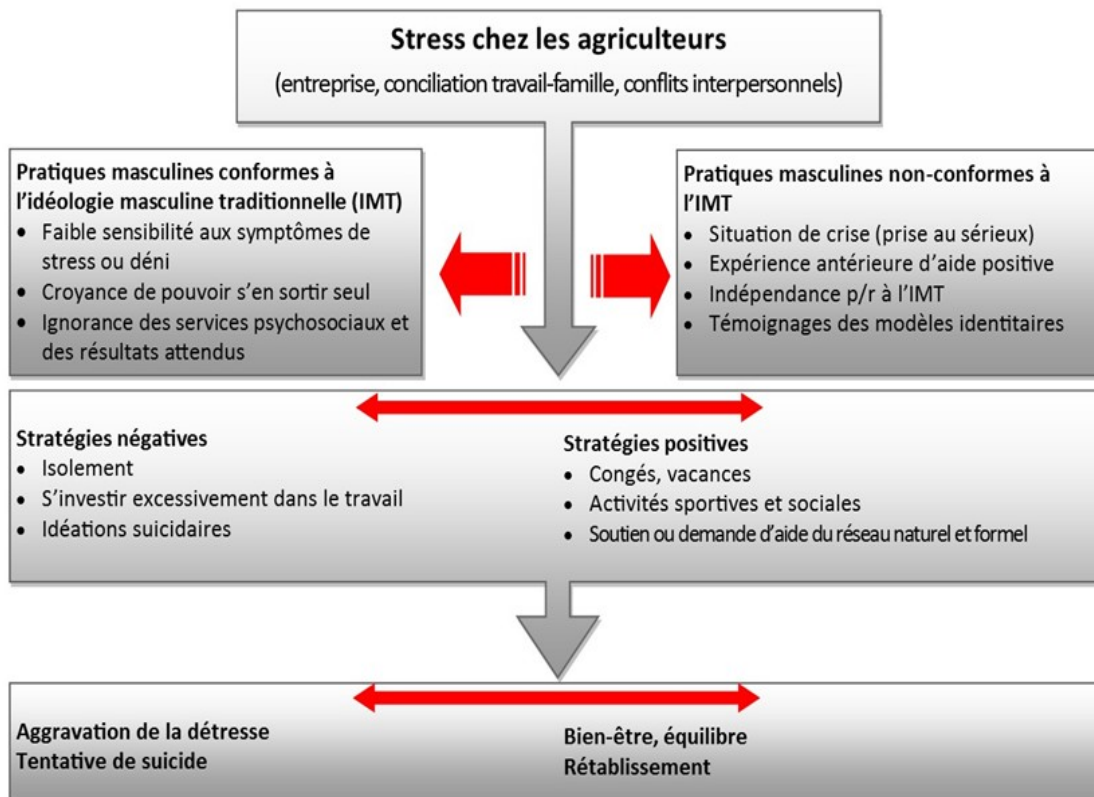 Stress chez les agriculteurs
(entreprise, conciliation travail-famille, conflits interpersonnels)
Pratiques masculines conformes à
l’idéologie masculine traditionnelle (IMT)
• Faible sensibilité aux symptômes de
stress ou déni
• Croyance de pouvoir s’en sortir seul
• Ignorance des services psychosociaux et
des résultats attendus
Pratiques masculines non-conformes à
l’IMT
• Situation de crise (prise au sérieux)
• Expérience antérieure d’aide positive
• Indépendance p/r à l’IMT
• Témoignages des modèles identitaires
Stratégies négatives
• Isolement
• S’investir excessivement dans le travail
• Idéations suicidaires
Stratégies positives
• Congés, vacances
• Activités sportives et sociales
• Soutien ou demande d’aide du réseau naturel et formel
Aggravation de la détresse
Tentative de suicide
Bien-être, équilibre
Rétablissement